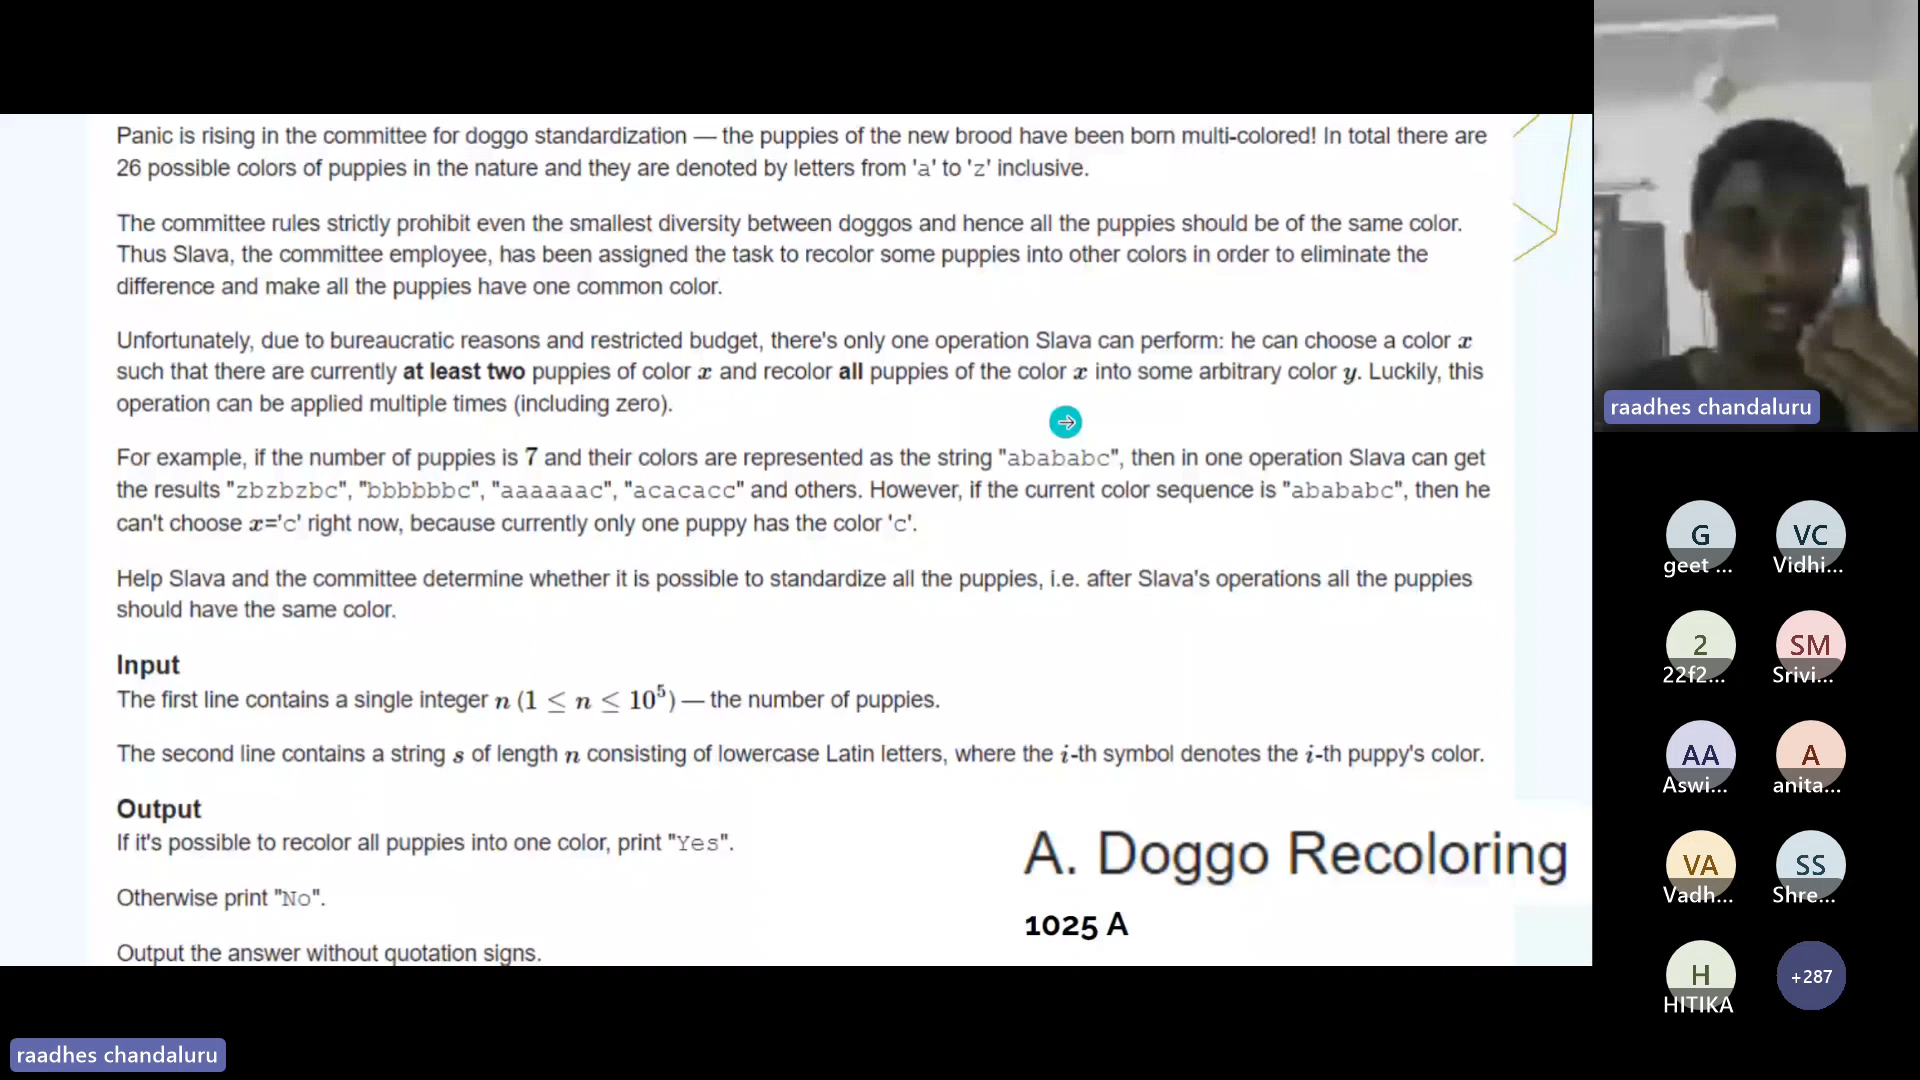 Panic is rising in the committee for doggo standardization — the puppies of the new brood have been born multi-colored! In total there are
26 possible colors of puppies in the nature and they are denoted by letters from 'a' to 'z' inclusive.
The committee rules strictly prohibit even the smallest diversity between doggos and hence all the puppies should be of the same color.
Thus Slava, the committee employee, has been assigned the task to recolor some puppies into other colors in order to eliminate the
difference and make all the puppies have one common color.
Unfortunately, due to bureaucratic reasons and restricted budget, there's only one operation Slava can perform: he can choose a color x
such that there are currently at least two puppies of color x and recolor all puppies of the color x into some arbitrary color y. Luckily, this
operation can be applied multiple times (including zero).
For example, if the number of puppies is 7 and their colors are represented as the string "abababc", then in one operation Slava can get
the results "zbzbzbc", "bbbbbbc", "aaaaaac", "acacacc" and others. However, if the current color sequence is "abababc", then he
can't choose x='c' right now, because currently only one puppy has the color 'c'.
Help Slava and the committee determine whether it is possible to standardize all the puppies, i.e. after Slava's operations all the puppies
should have the same color.
Input
The first line contains a single integer n (1 ≤ n ≤ 10⁵) — the number of puppies.
The second line contains a string s of length n consisting of lowercase Latin letters, where the i-th symbol denotes the i-th puppy's color.
Output
If it's possible to recolor all puppies into one color, print "Yes".
Otherwise print "No".
Output the answer without quotation signs.
A. Doggo Recoloring
1025 A
raadhes chandaluru
G
geet ...
VC
Vidhi...
2
22f2...
SM
Srivi...
AA
Aswi...
A
anita...
VA
Vadh...
SS
Shre...
H
HITIKA
+287
raadhes chandaluru